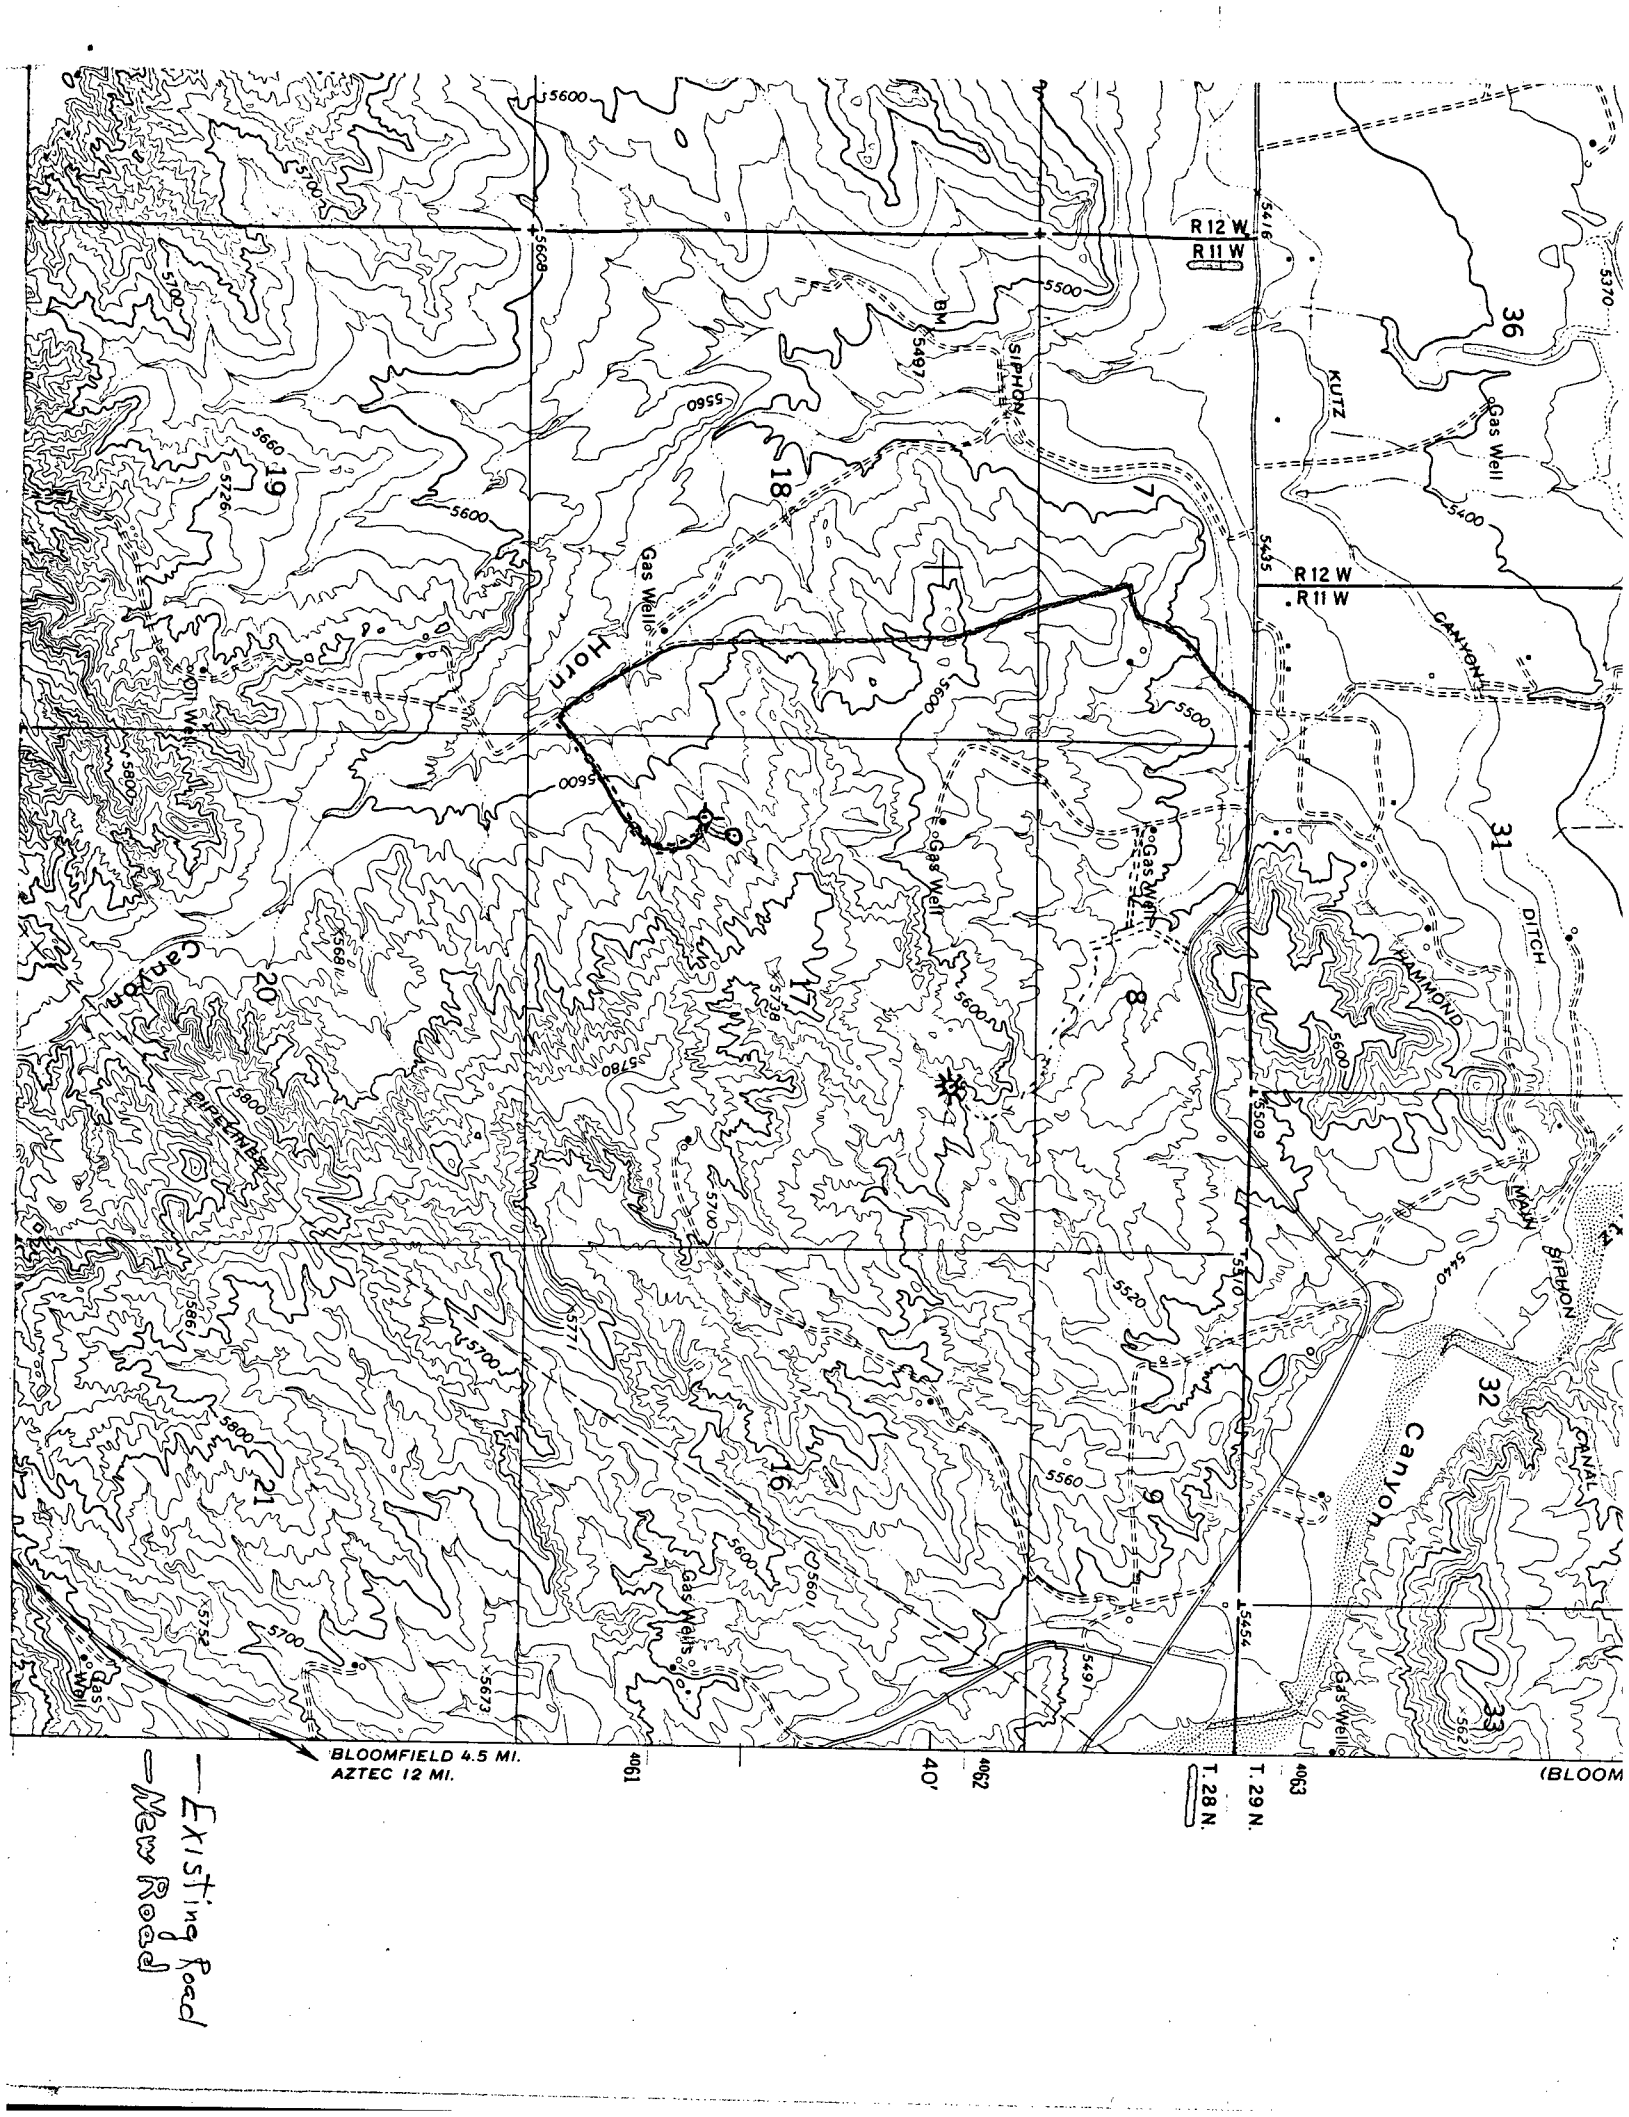 5600
5700
5416
R 12 W
R 11 W
5608
5700
5370
5500
BM
5497
36
SIPHON
KUTZ
5560
Gas Well
5660
19
5726
18
7
5400
5600
5435
Gas Well
R 12 W
R 11 W
Horn
CANYON
Oil Well
5600
5500
5800
5600
31
Gas Well
Gas Well
DITCH
Canyon
×5681
20
17
×5738
5600
8
HAMMOND
5780
5600
5800
PIPELINE
5509
5700
MAIN
SIPHON
5440
5510
5520
5771
5861
5700
32
Canyon
CANAL
5800
21
16
5560
9
5600
5601
Gas Wells
×5752
5700
×5673
5454
5491
Gas Well
33
×5621
Gas Well
BLOOMFIELD 4.5 MI.
AZTEC 12 MI.
4061
40'
4062
T. 28 N.
T. 29 N.
4063
(BLOOM
— Existing Road
— New Road